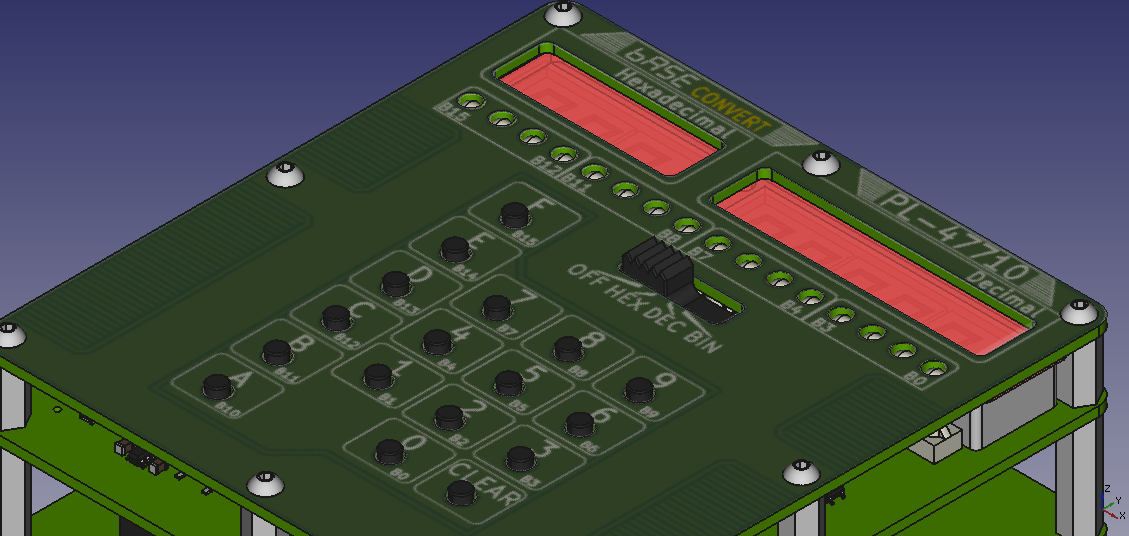 bASE CONVERT
Hexadecimal
PL-47710
Decimal
B15 B12 B11 B8 B7 B4 B3 B0
OFF HEX DEC BIN
F
B15
E
B14
D
B13
C
B12
B
B11
A
B10
7
B7
8
B8
9
B9
4
B4
5
B5
6
B6
1
B1
2
B2
3
B3
0
B0
CLEAR
Z
Y
X